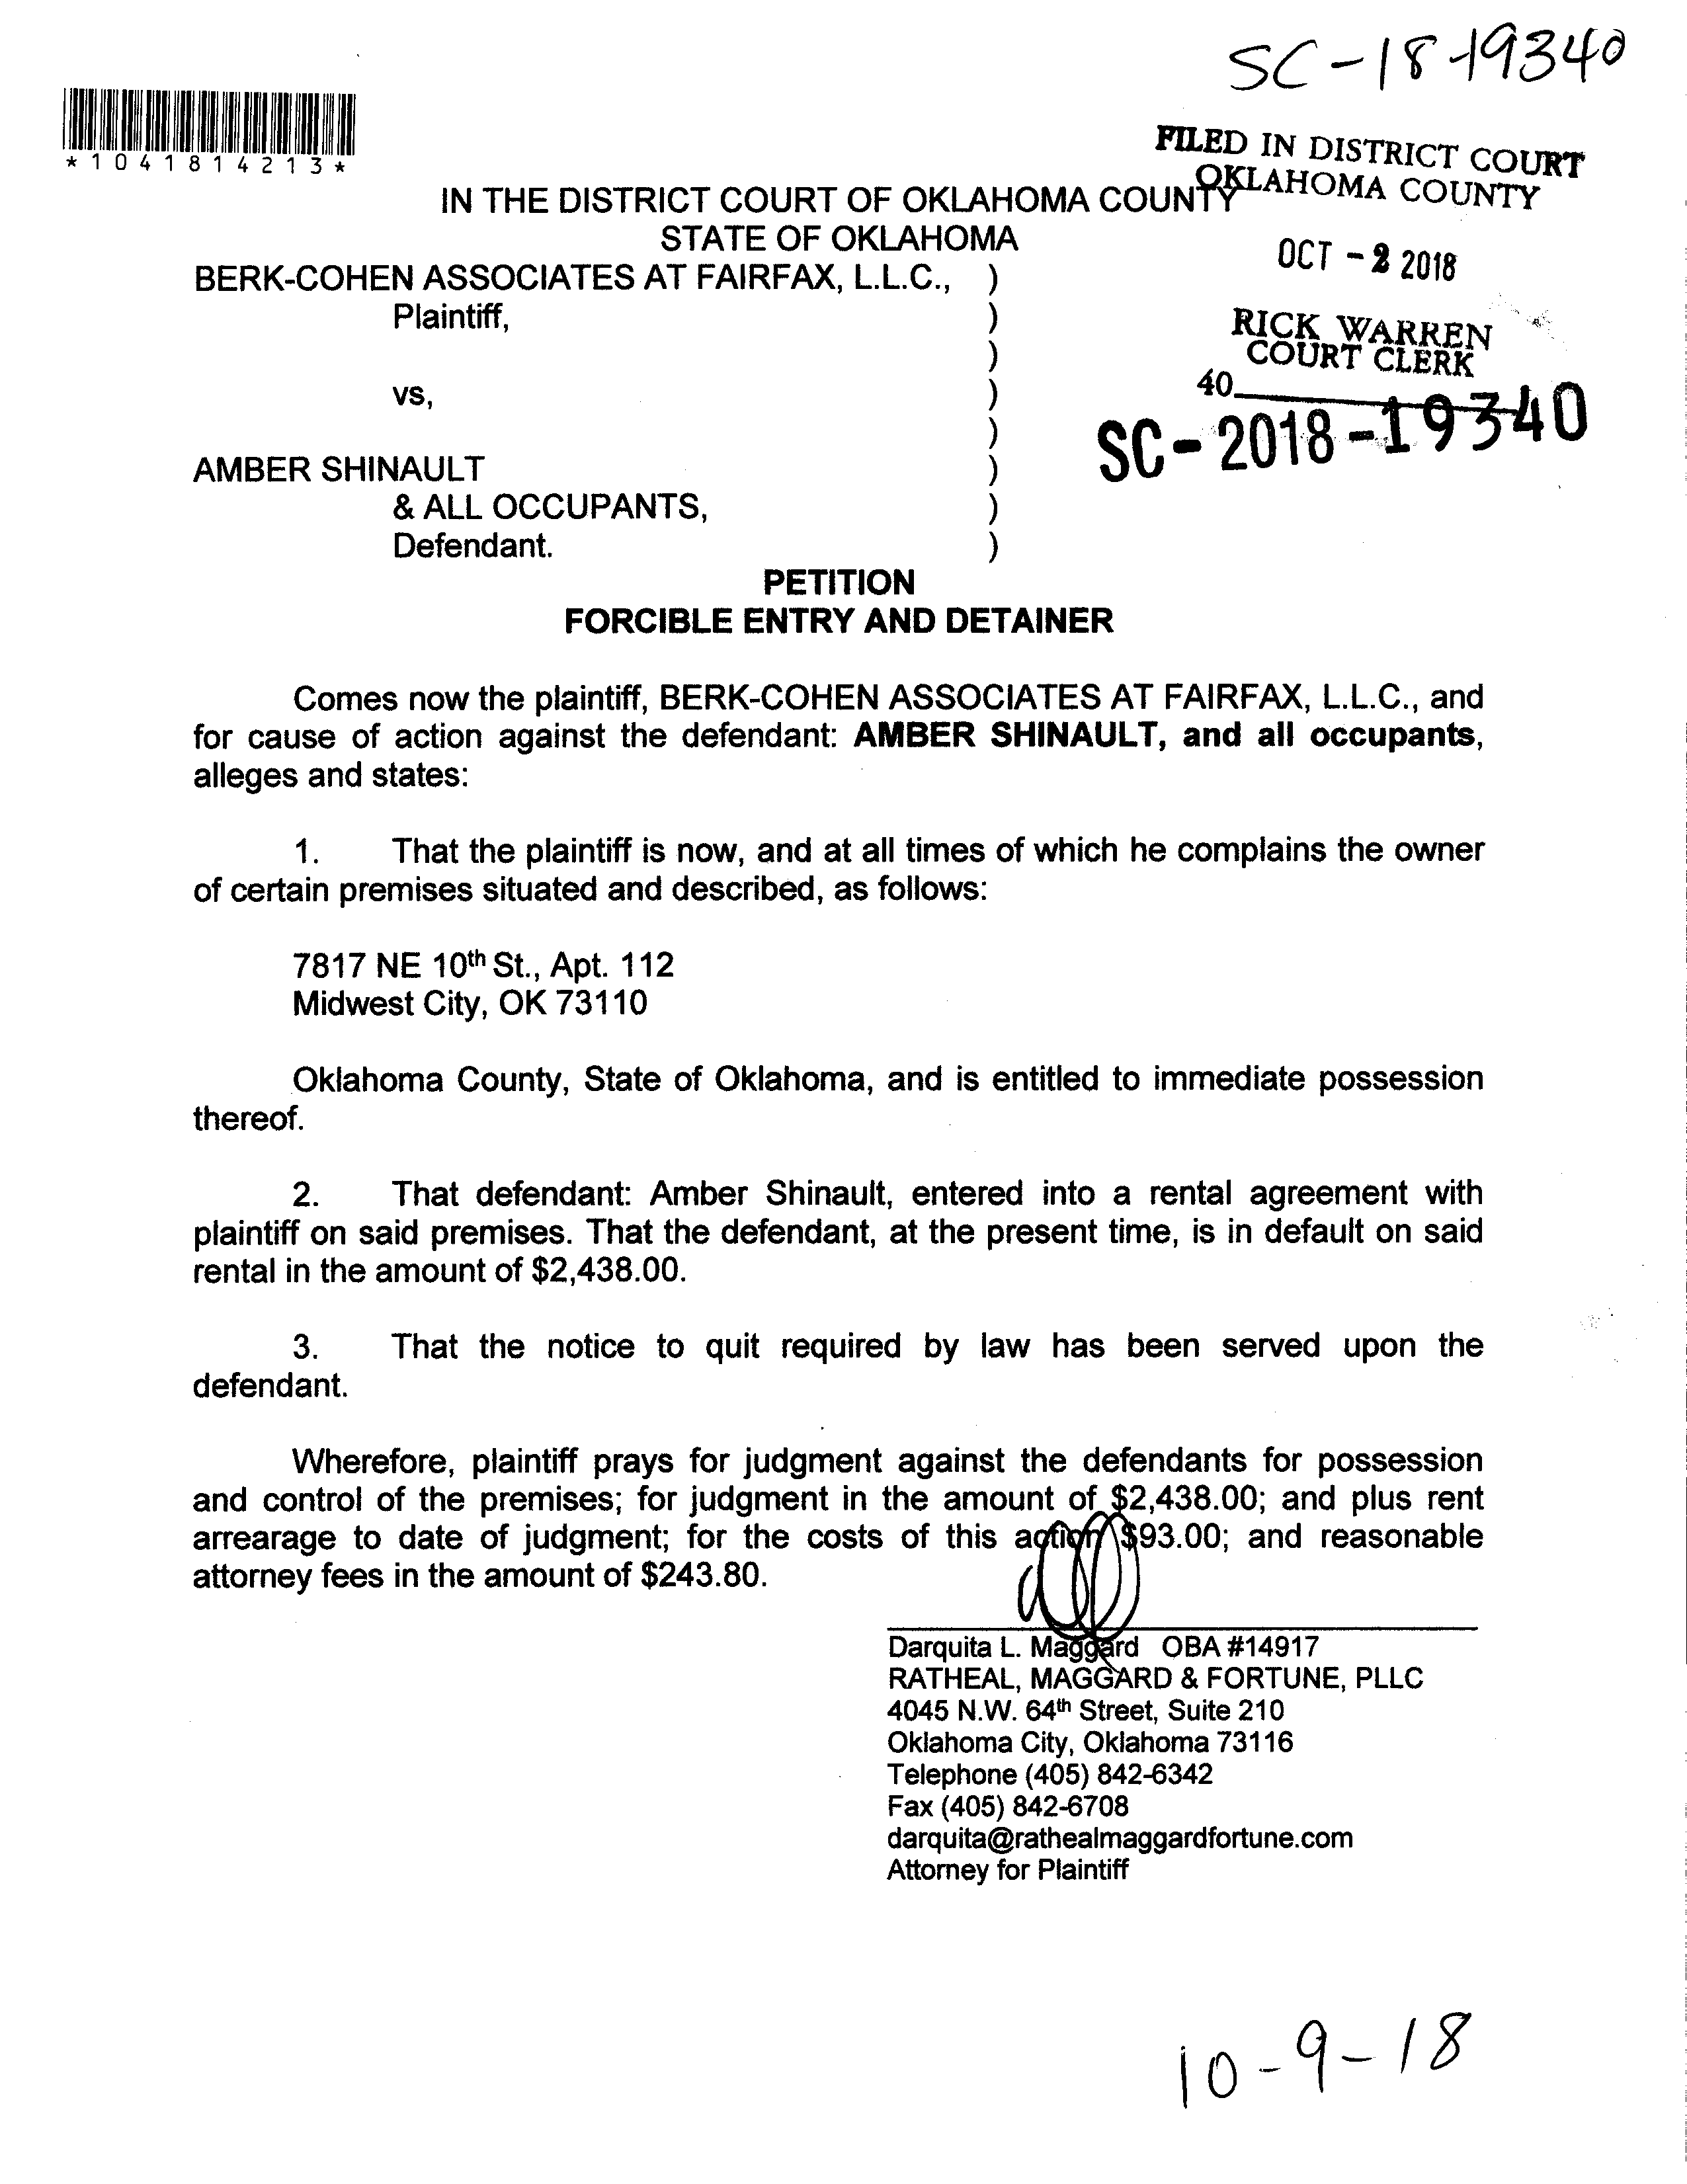 SC-18-19340
*1041814213*
FILED IN DISTRICT COURT
OKLAHOMA COUNTY
IN THE DISTRICT COURT OF OKLAHOMA COUNTY
STATE OF OKLAHOMA
OCT - 2 2018
BERK-COHEN ASSOCIATES AT FAIRFAX, L.L.C., )
Plaintiff, )
)
RICK WARREN
COURT CLERK
40
vs, )
)
SC-2018-19340
AMBER SHINAULT )
& ALL OCCUPANTS, )
Defendant. )
PETITION
FORCIBLE ENTRY AND DETAINER
Comes now the plaintiff, BERK-COHEN ASSOCIATES AT FAIRFAX, L.L.C., and
for cause of action against the defendant: AMBER SHINAULT, and all occupants,
alleges and states:
1. That the plaintiff is now, and at all times of which he complains the owner
of certain premises situated and described, as follows:
7817 NE 10th St., Apt. 112
Midwest City, OK 73110
Oklahoma County, State of Oklahoma, and is entitled to immediate possession
thereof.
2. That defendant: Amber Shinault, entered into a rental agreement with
plaintiff on said premises. That the defendant, at the present time, is in default on said
rental in the amount of $2,438.00.
3. That the notice to quit required by law has been served upon the
defendant.
Wherefore, plaintiff prays for judgment against the defendants for possession
and control of the premises; for judgment in the amount of $2,438.00; and plus rent
arrearage to date of judgment; for the costs of this action $93.00; and reasonable
attorney fees in the amount of $243.80.
Darquita L. Maggard OBA #14917
RATHEAL, MAGGARD & FORTUNE, PLLC
4045 N.W. 64th Street, Suite 210
Oklahoma City, Oklahoma 73116
Telephone (405) 842-6342
Fax (405) 842-6708
darquita@rathealmaggardfortune.com
Attorney for Plaintiff
10-9-18